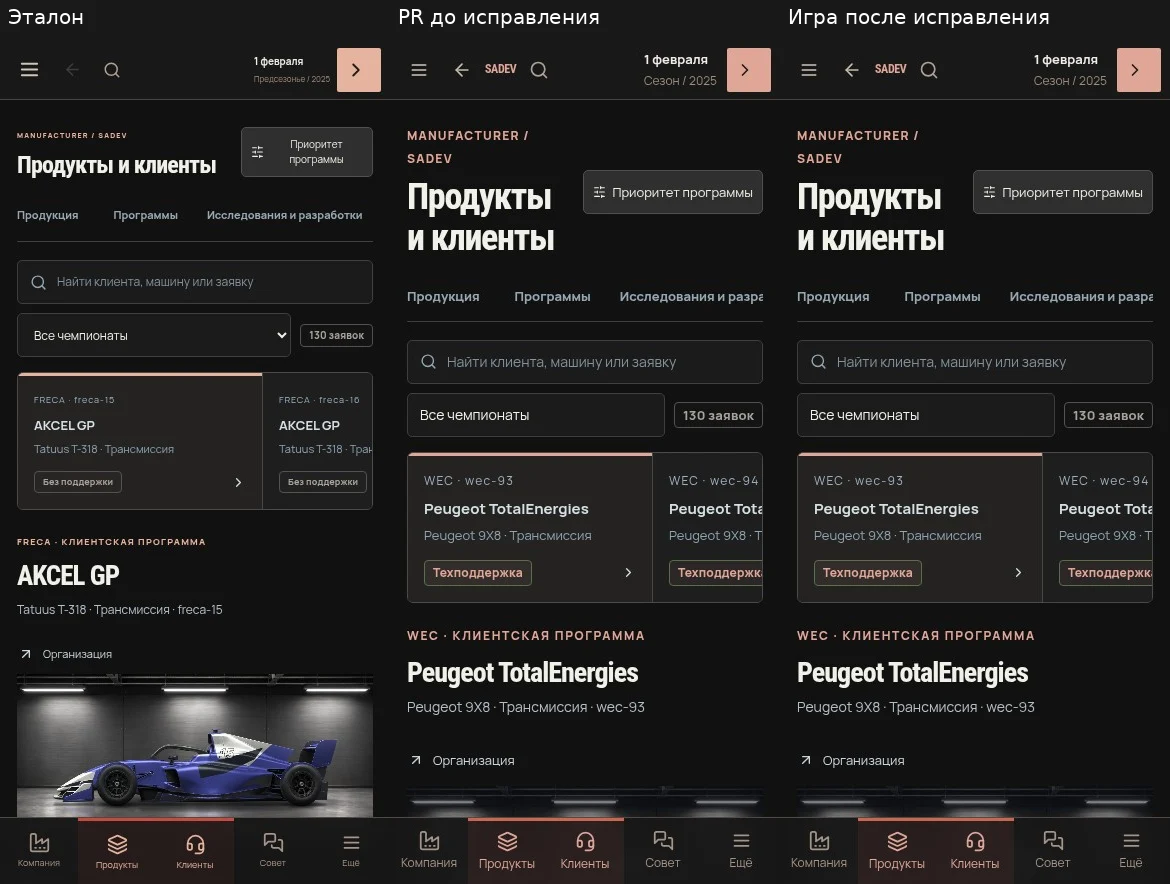 Эталон
1 февраля
Предсезонье / 2025
MANUFACTURER / SADEV
Продукты и клиенты
Приоритет
программы
Продукция Программы Исследования и разработки
Найти клиента, машину или заявку
Все чемпионаты 130 заявок
FRECA · freca-15 FRECA · freca-16
AKCEL GP AKCEL GP
Tatuus T-318 · Трансмиссия Tatuus T-318 · Тран
Без поддержки Без поддержки
FRECA · КЛИЕНТСКАЯ ПРОГРАММА
AKCEL GP
Tatuus T-318 · Трансмиссия · freca-15
Организация
Компания Продукты Клиенты Совет Ещё
PR до исправления
SADEV
1 февраля
Сезон / 2025
MANUFACTURER /
SADEV
Продукты
и клиенты
Приоритет программы
Продукция Программы Исследования и разра
Найти клиента, машину или заявку
Все чемпионаты 130 заявок
WEC · wec-93 WEC · wec-94
Peugeot TotalEnergies Peugeot Tota
Peugeot 9X8 · Трансмиссия Peugeot 9X8 · Т
Техподдержка Техподдержка
WEC · КЛИЕНТСКАЯ ПРОГРАММА
Peugeot TotalEnergies
Peugeot 9X8 · Трансмиссия · wec-93
Организация
Компания Продукты Клиенты Совет Ещё
Игра после исправления
SADEV
1 февраля
Сезон / 2025
MANUFACTURER /
SADEV
Продукты
и клиенты
Приоритет программы
Продукция Программы Исследования и разра
Найти клиента, машину или заявку
Все чемпионаты 130 заявок
WEC · wec-93 WEC · wec-94
Peugeot TotalEnergies Peugeot Tota
Peugeot 9X8 · Трансмиссия Peugeot 9X8 · Т
Техподдержка Техподдержка
WEC · КЛИЕНТСКАЯ ПРОГРАММА
Peugeot TotalEnergies
Peugeot 9X8 · Трансмиссия · wec-93
Организация
Компания Продукты Клиенты Совет Ещё